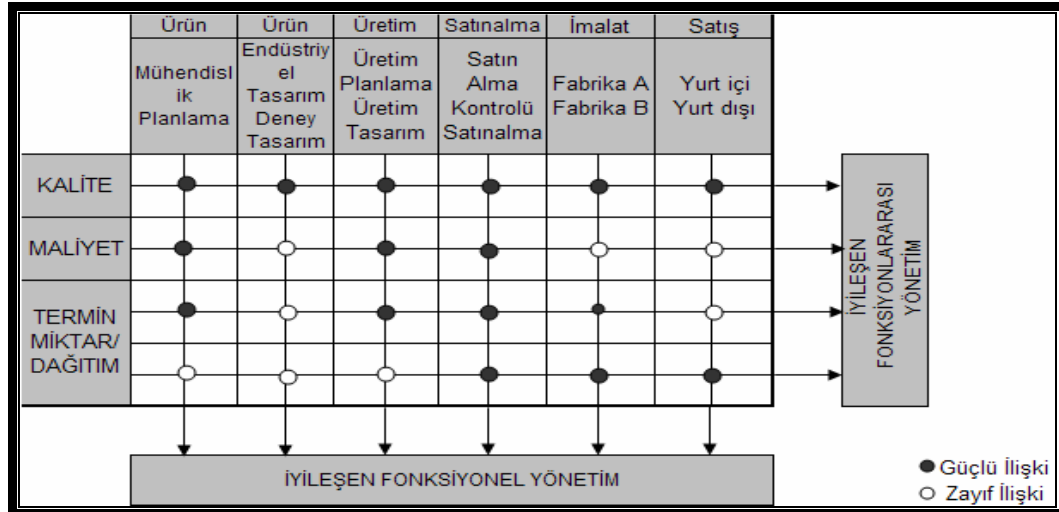 Ürün Ürün Üretim Satınalma İmalat Satış
Mühendisl
ik
Planlama
Endüstriy
el
Tasarım
Deney
Tasarım
Üretim
Planlama
Üretim
Tasarım
Satın
Alma
Kontrolü
Satınalma
Fabrika A
Fabrika B
Yurt içi
Yurt dışı
KALİTE
MALİYET
TERMİN
MİKTAR/
DAĞITIM
İYİLEŞEN
FONKSİYONLARARASI
YÖNETİM
İYİLEŞEN FONKSİYONEL YÖNETİM
Güçlü İlişki
Zayıf İlişki